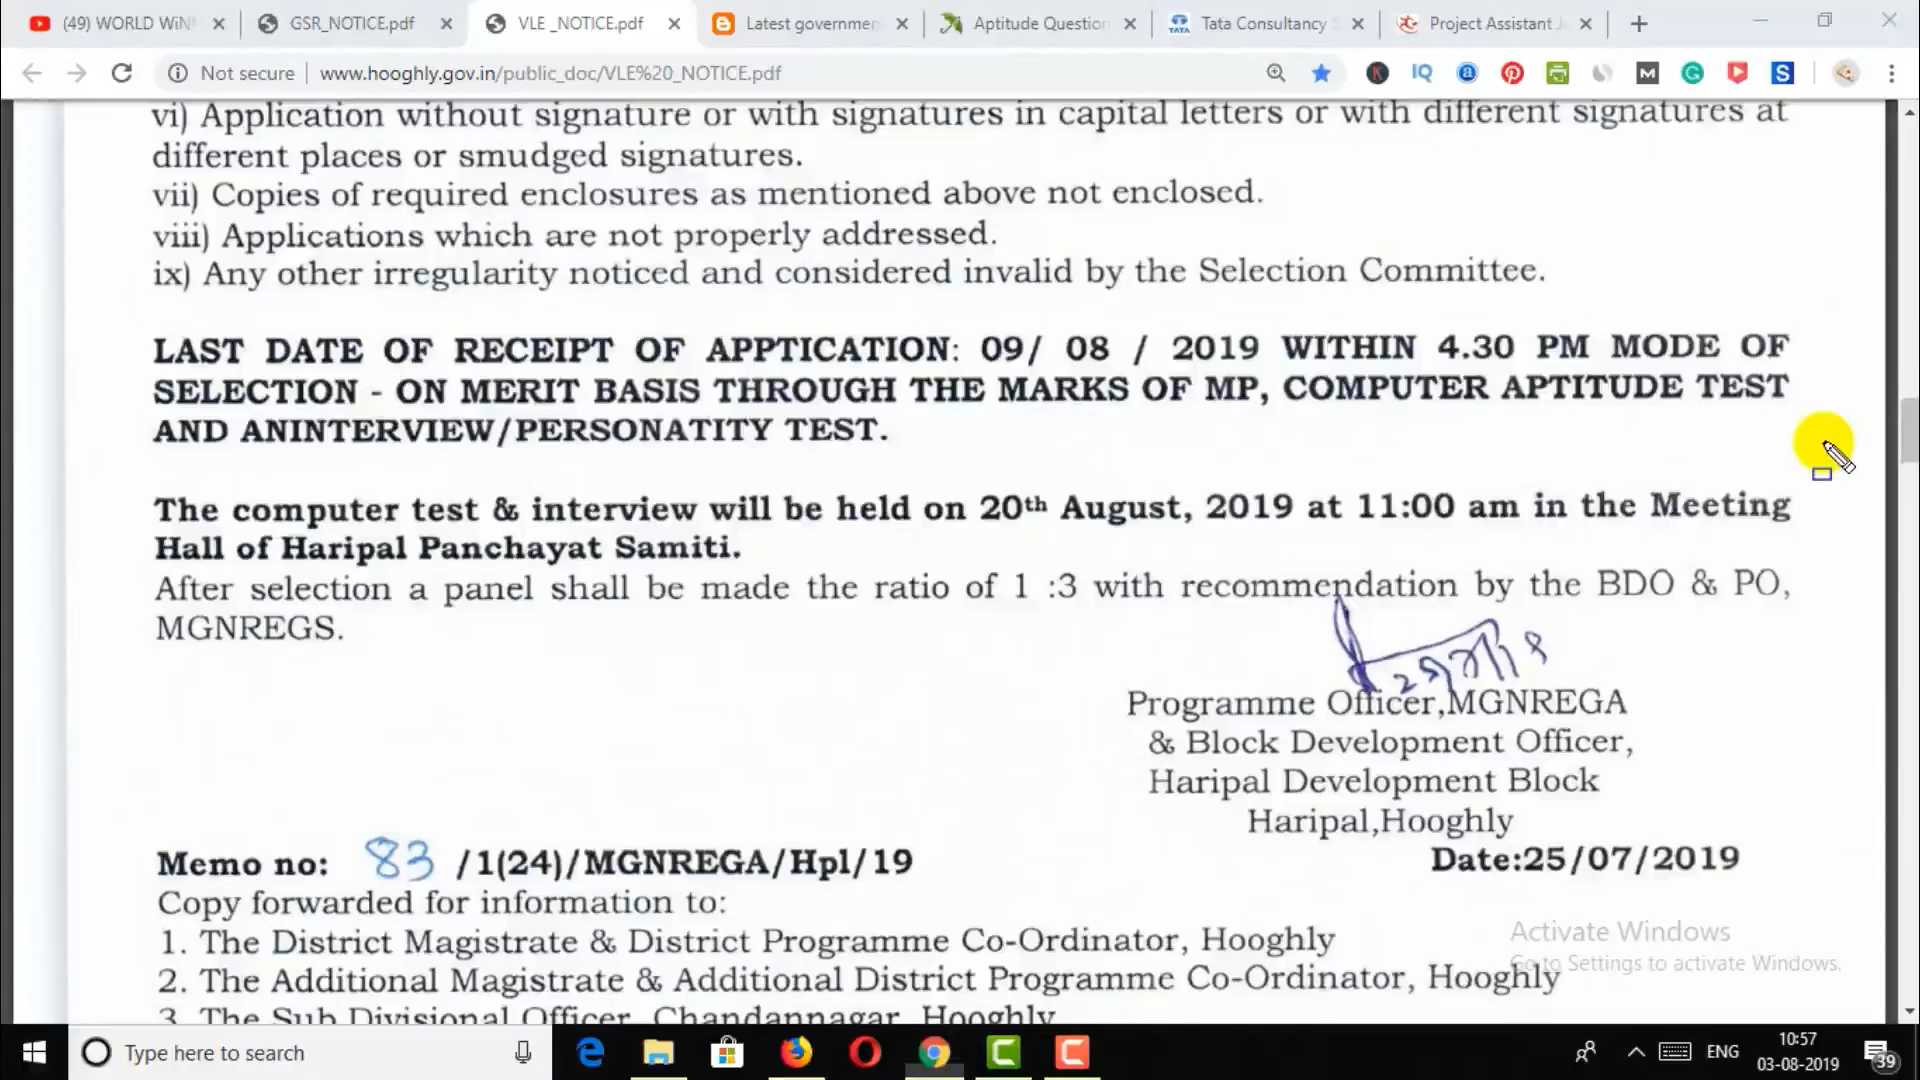 (49) WORLD WiN
GSR_NOTICE.pdf
VLE _NOTICE.pdf
Latest governmen
Aptitude Question
Tata Consultancy
Project Assistant
Not secure
www.hooghly.gov.in/public_doc/VLE%20_NOTICE.pdf
vi) Application without signature or with signatures in capital letters or with different signatures at
different places or smudged signatures.
vii) Copies of required enclosures as mentioned above not enclosed.
viii) Applications which are not properly addressed.
ix) Any other irregularity noticed and considered invalid by the Selection Committee.
LAST DATE OF RECEIPT OF APPTICATION: 09/ 08 / 2019 WITHIN 4.30 PM MODE OF
SELECTION - ON MERIT BASIS THROUGH THE MARKS OF MP, COMPUTER APTITUDE TEST
AND ANINTERVIEW/PERSONATITY TEST.
The computer test & interview will be held on 20th August, 2019 at 11:00 am in the Meeting
Hall of Haripal Panchayat Samiti.
After selection a panel shall be made the ratio of 1 :3 with recommendation by the BDO & PO,
MGNREGS.
Programme Officer,MGNREGA
& Block Development Officer,
Haripal Development Block
Haripal,Hooghly
Memo no: 83 /1(24)/MGNREGA/Hpl/19
Date:25/07/2019
Copy forwarded for information to:
1. The District Magistrate & District Programme Co-Ordinator, Hooghly
2. The Additional Magistrate & Additional District Programme Co-Ordinator, Hooghly
3. The Sub Divisional Officer, Chandannagar, Hooghly
Activate Windows
Go to Settings to activate Windows.
Type here to search
ENG
10:57
03-08-2019
39